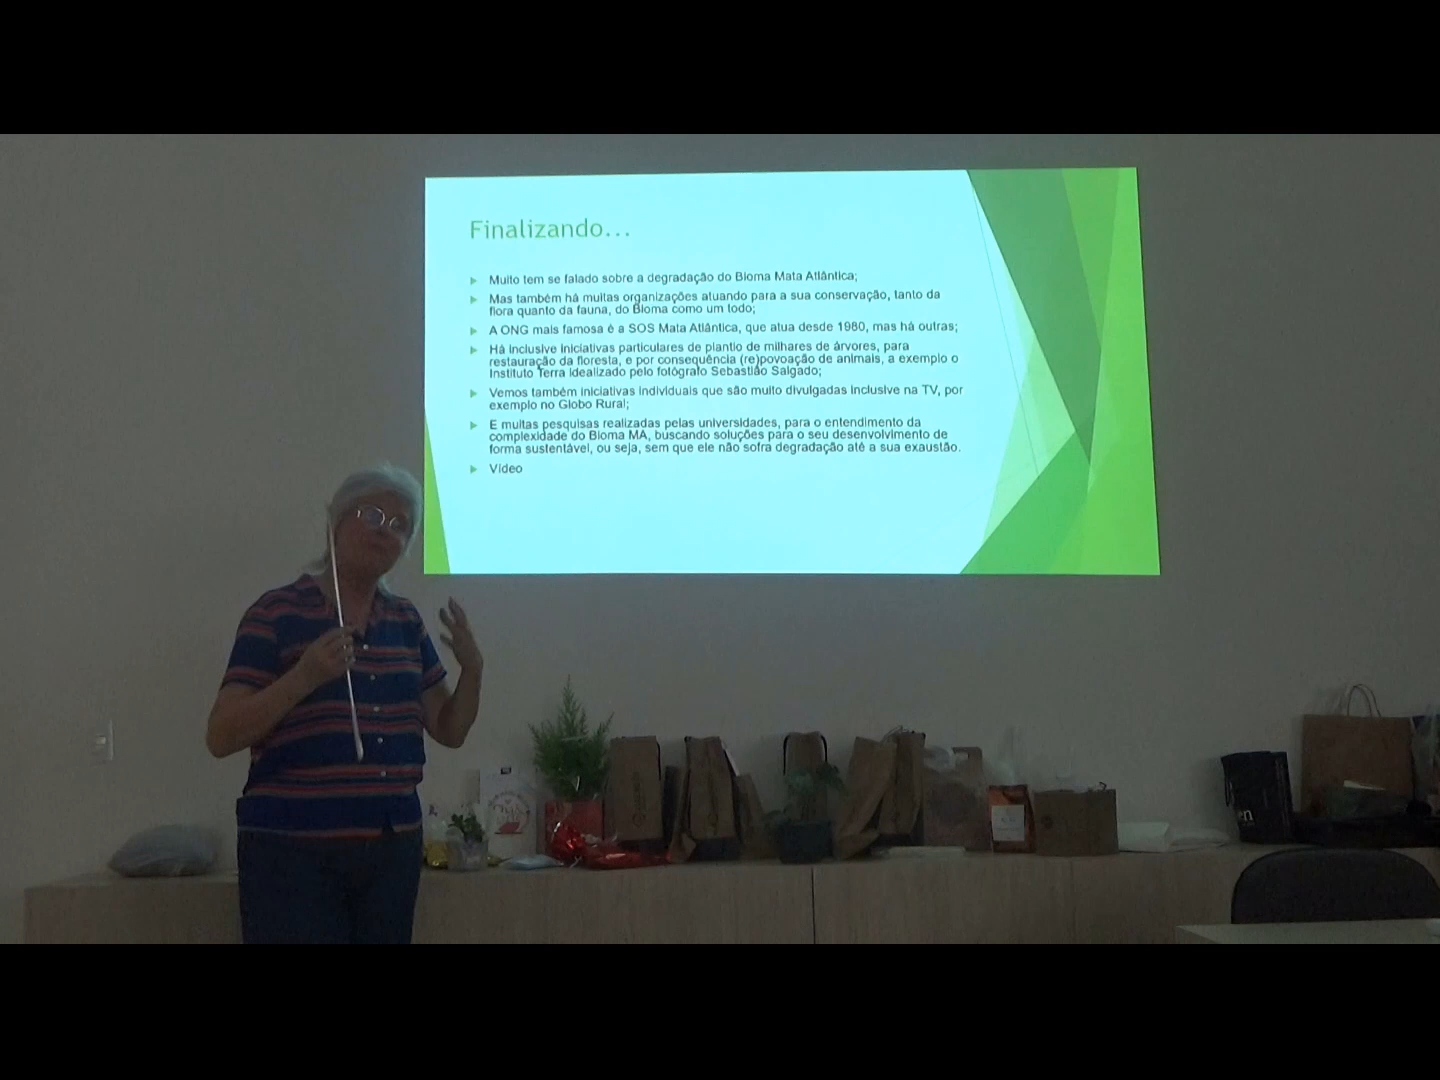 Finalizando...
Muito tem se falado sobre a degradação do Bioma Mata Atlântica;
Mas também há muitas organizações atuando para a sua conservação, tanto da
flora quanto da fauna, do Bioma como um todo;
A ONG mais famosa é a SOS Mata Atlântica, que atua desde 1980, mas há outras;
Há inclusive iniciativas particulares de plantio de milhares de árvores, para
restauração da floresta, e por consequência (re)povoação de animais, a exemplo o
Instituto Terra idealizado pelo fotógrafo Sebastião Salgado;
Vemos também iniciativas individuais que são muito divulgadas inclusive na TV, por
exemplo no Globo Rural;
E muitas pesquisas realizadas pelas universidades, para o entendimento da
complexidade do Bioma MA, buscando soluções para o seu desenvolvimento de
forma sustentável, ou seja, sem que ele não sofra degradação até a sua exaustão.
Vídeo
en